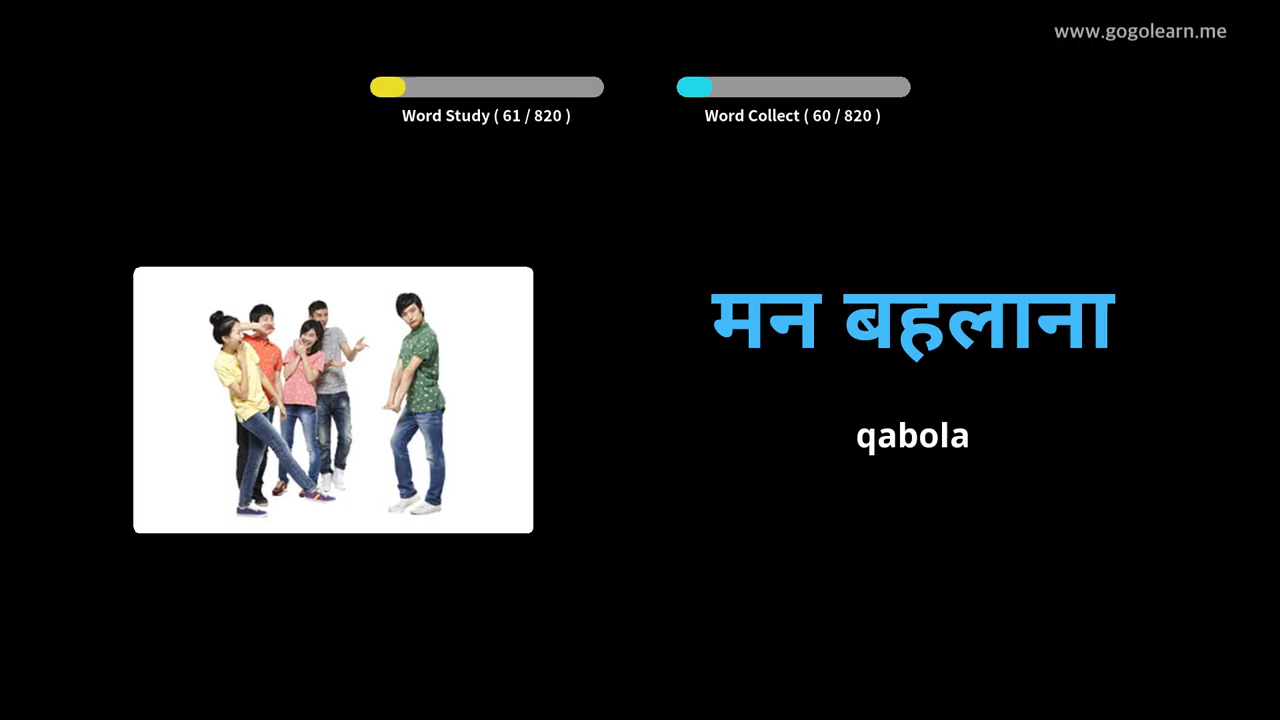 www.gogolearn.me
Word Study ( 61 / 820 )
Word Collect ( 60 / 820 )
मन बहलाना
qabola